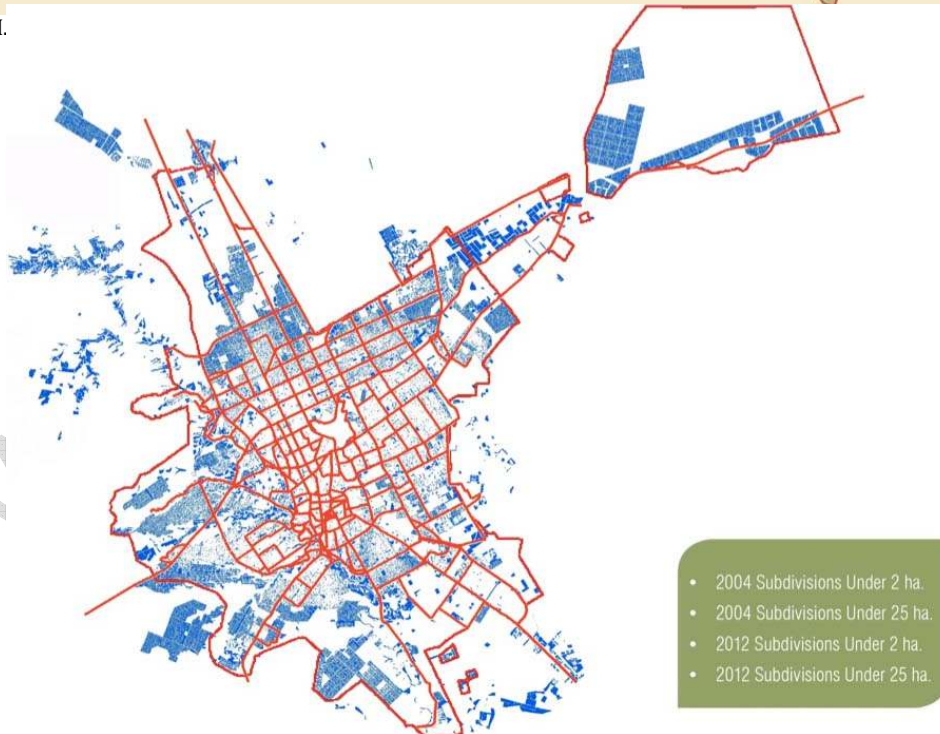 • 2004 Subdivisions Under 2 ha.
• 2004 Subdivisions Under 25 ha.
• 2012 Subdivisions Under 2 ha.
• 2012 Subdivisions Under 25 ha.